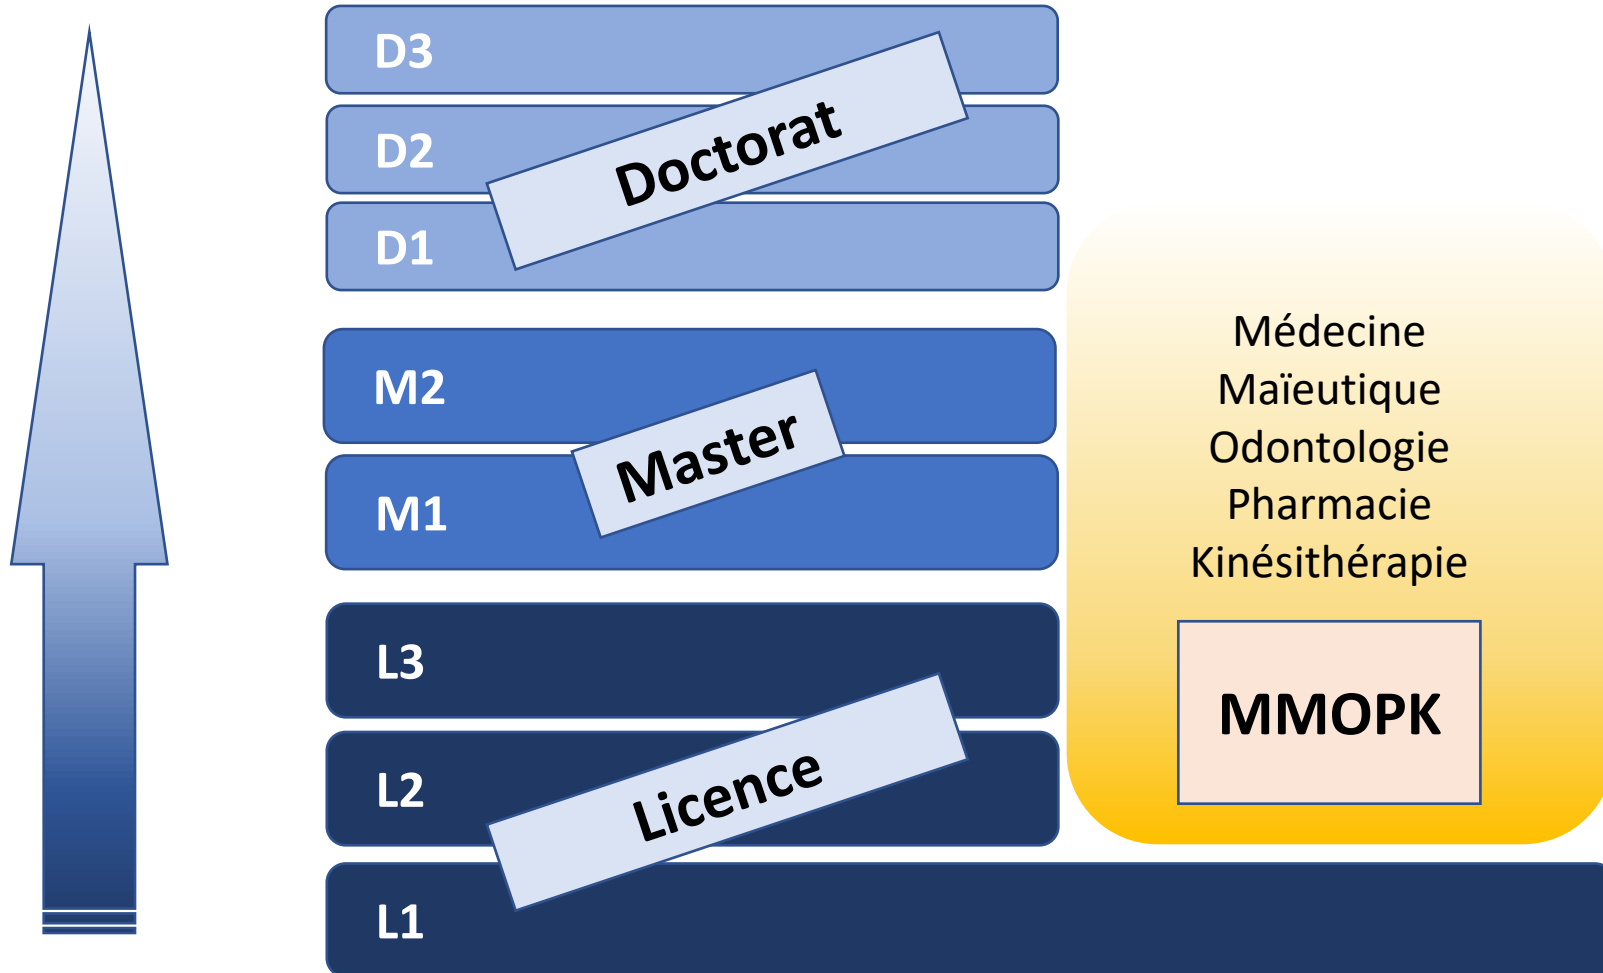 D3
D2
Doctorat
D1
M2
Master
M1
L3
L2
Licence
L1
Médecine
Maïeutique
Odontologie
Pharmacie
Kinésithérapie
MMOPK